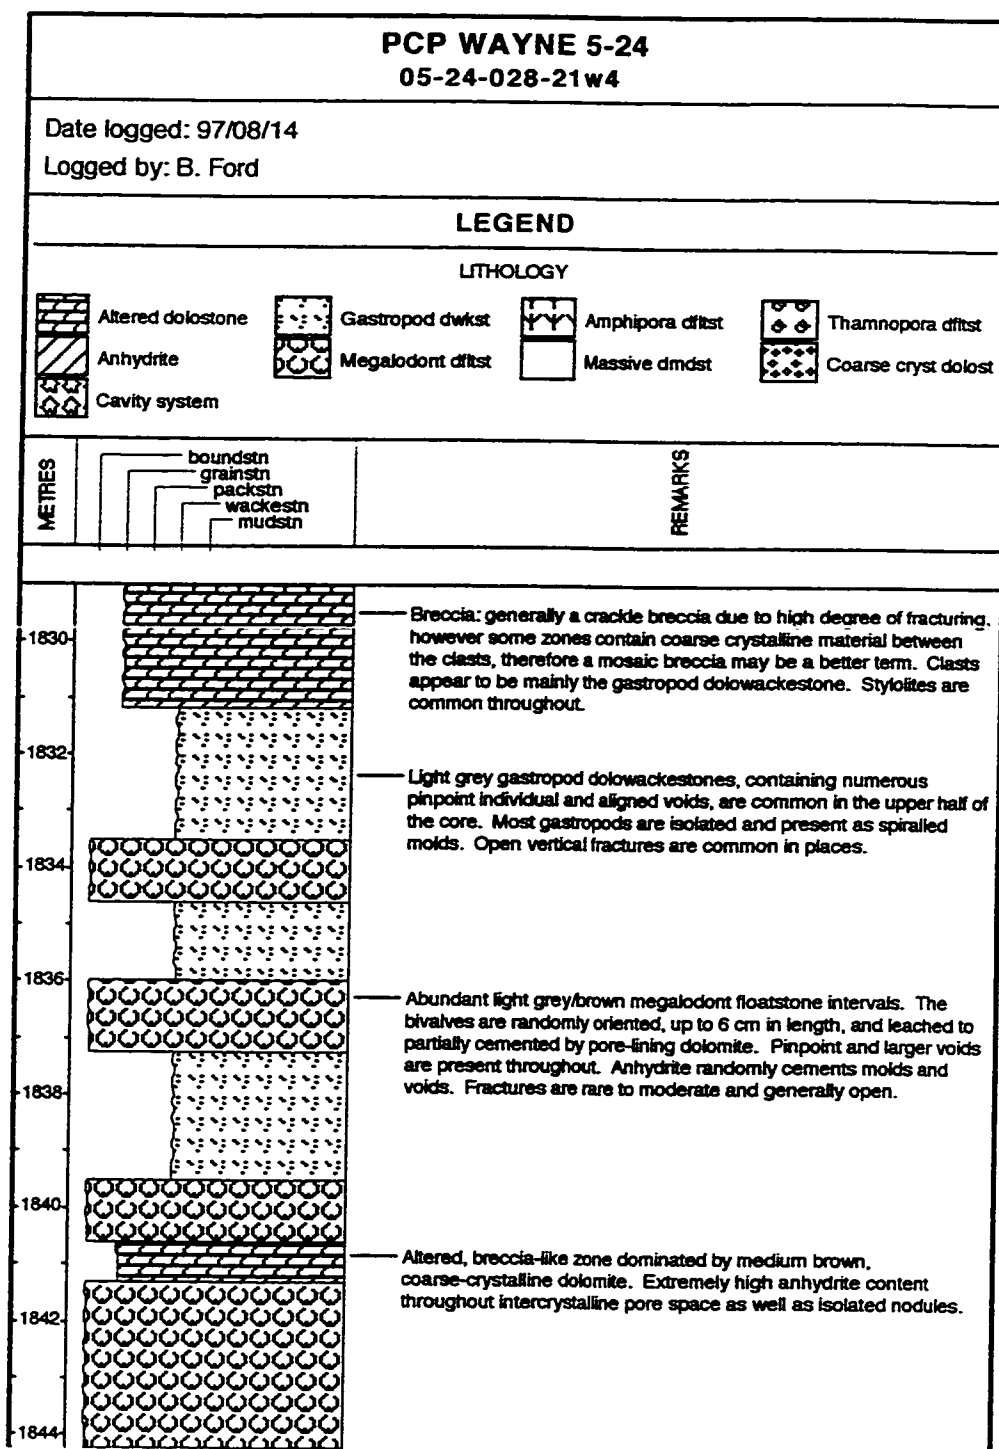 PCP WAYNE 5-24
05-24-028-21w4
Date logged: 97/08/14
Logged by: B. Ford
LEGEND
LITHOLOGY
Altered dolostone
Gastropod dwkst
Amphipora dfltst
Thamnopora dfltst
Anhydrite
Megalodont dfltst
Massive dmdst
Coarse cryst dolost
Cavity system
METRES
boundstn
grainstn
packstn
wackestn
mudstn
REMARKS
Breccia: generally a crackle breccia due to high degree of fracturing,
however some zones contain coarse crystalline material between
the clasts, therefore a mosaic breccia may be a better term. Clasts
appear to be mainly the gastropod dolowackestone. Stylolites are
common throughout.
1830
1832
Light grey gastropod dolowackestones, containing numerous
pinpoint individual and aligned voids, are common in the upper half of
the core. Most gastropods are isolated and present as spiralled
molds. Open vertical fractures are common in places.
1834
1836
Abundant light grey/brown megalodont floatstone intervals. The
bivalves are randomly oriented, up to 6 cm in length, and leached to
partially cemented by pore-lining dolomite. Pinpoint and larger voids
are present throughout. Anhydrite randomly cements molds and
voids. Fractures are rare to moderate and generally open.
1838
1840
Altered, breccia-like zone dominated by medium brown,
coarse-crystalline dolomite. Extremely high anhydrite content
throughout intercrystalline pore space as well as isolated nodules.
1842
1844